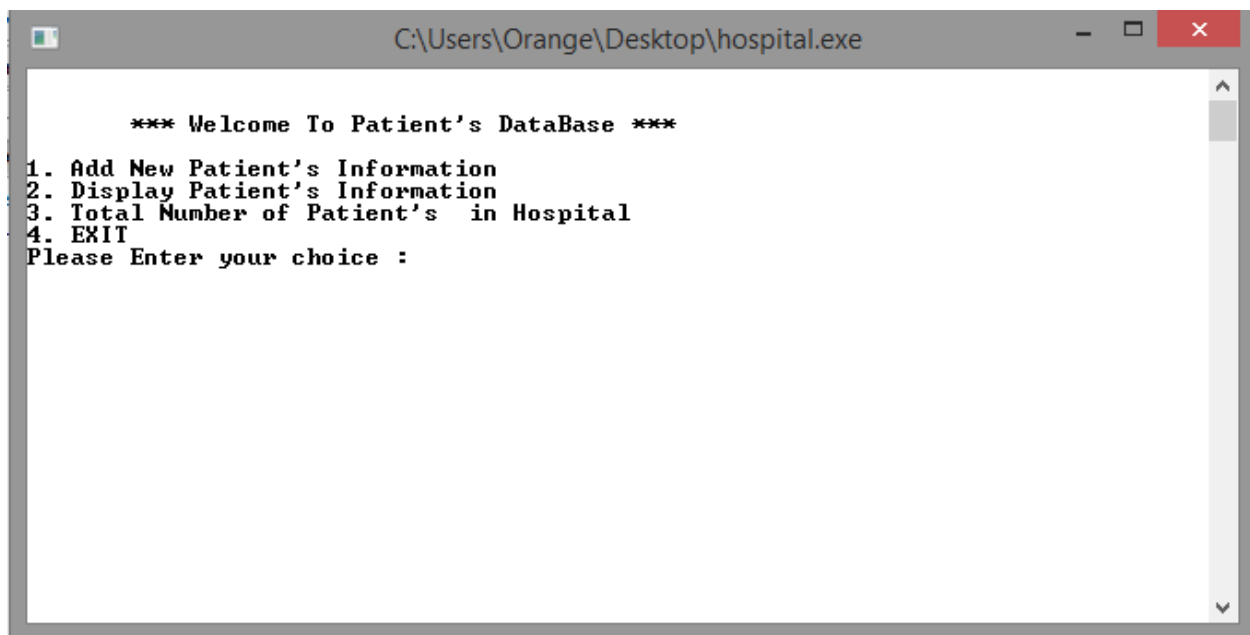 C:\Users\Orange\Desktop\hospital.exe
*** Welcome To Patient's DataBase ***
1. Add New Patient's Information
2. Display Patient's Information
3. Total Number of Patient's  in Hospital
4. EXIT
Please Enter your choice :